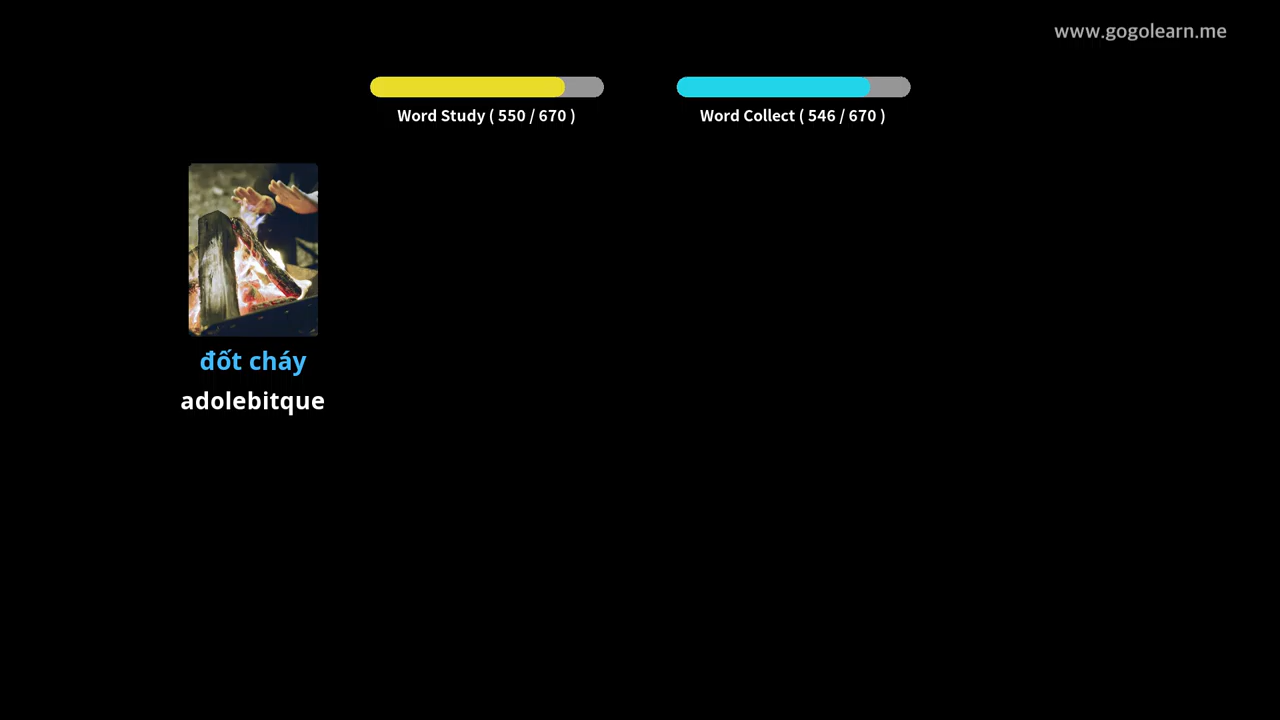 www.gogolearn.me
Word Study ( 550 / 670 )
Word Collect ( 546 / 670 )
đốt cháy
adolebitque